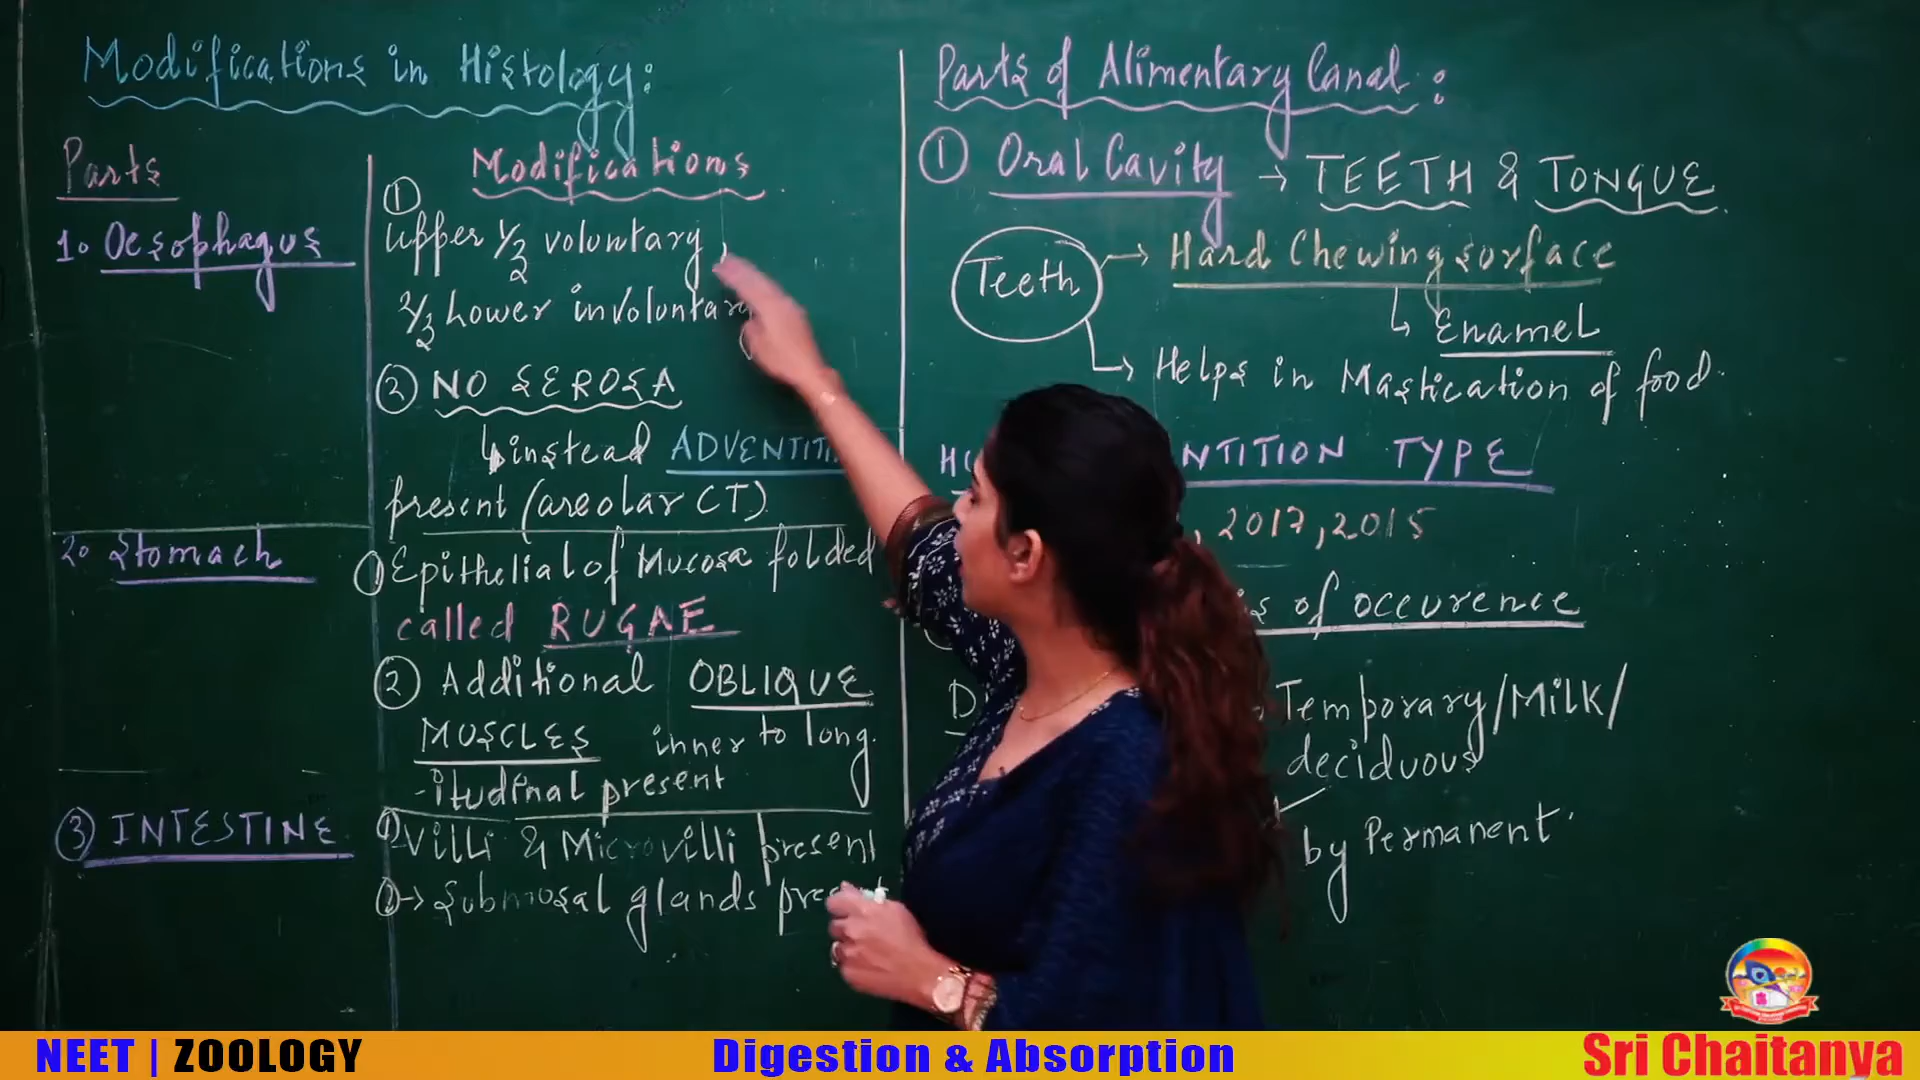 Modifications in Histology:
Parts
Modifications
1. Oesophagus
①
Upper 1/3 voluntary,
2/3 Lower involuntary
② NO SEROSA
↳ instead ADVENTITI
present (areolar CT)
2. Stomach
① Epithelial of Mucosa folded
called RUGAE
② Additional OBLIQUE
MUSCLES inner to long
-itudinal present
③ INTESTINE
① Villi & Microvilli present
②→ Submosal glands present
Parts of Alimentary Canal:
① Oral Cavity → TEETH & TONGUE
Teeth
→ Hard Chewing surface
↳ Enamel
→ Helps in Mastication of food.
NTITION TYPE
, 2017, 2015
is of occurence
D
Temporary/Milk/
deciduous
by Permanent.
NEET | ZOOLOGY
Digestion & Absorption
Sri Chaitanya